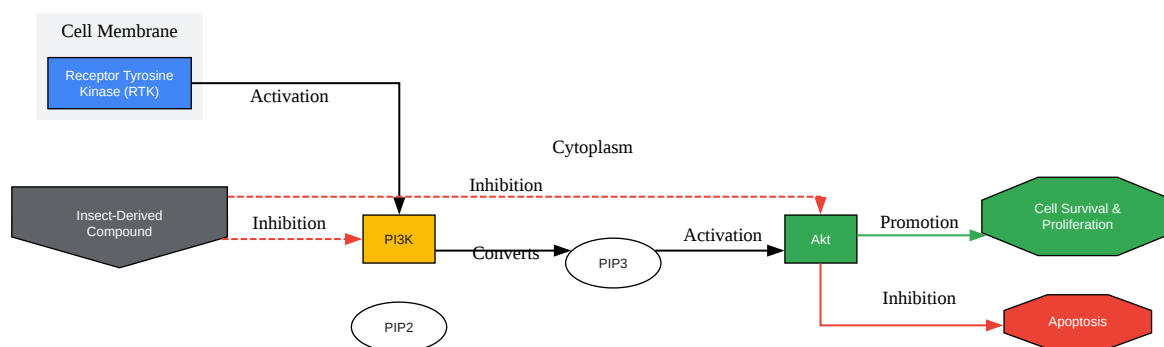 Cell Membrane
Receptor Tyrosine
Kinase (RTK)
Activation
Cytoplasm
Inhibition
Insect-Derived
Compound
Inhibition
PI3K
Converts
PIP3
Activation
Akt
Promotion
Cell Survival &
Proliferation
Inhibition
Apoptosis
PIP2